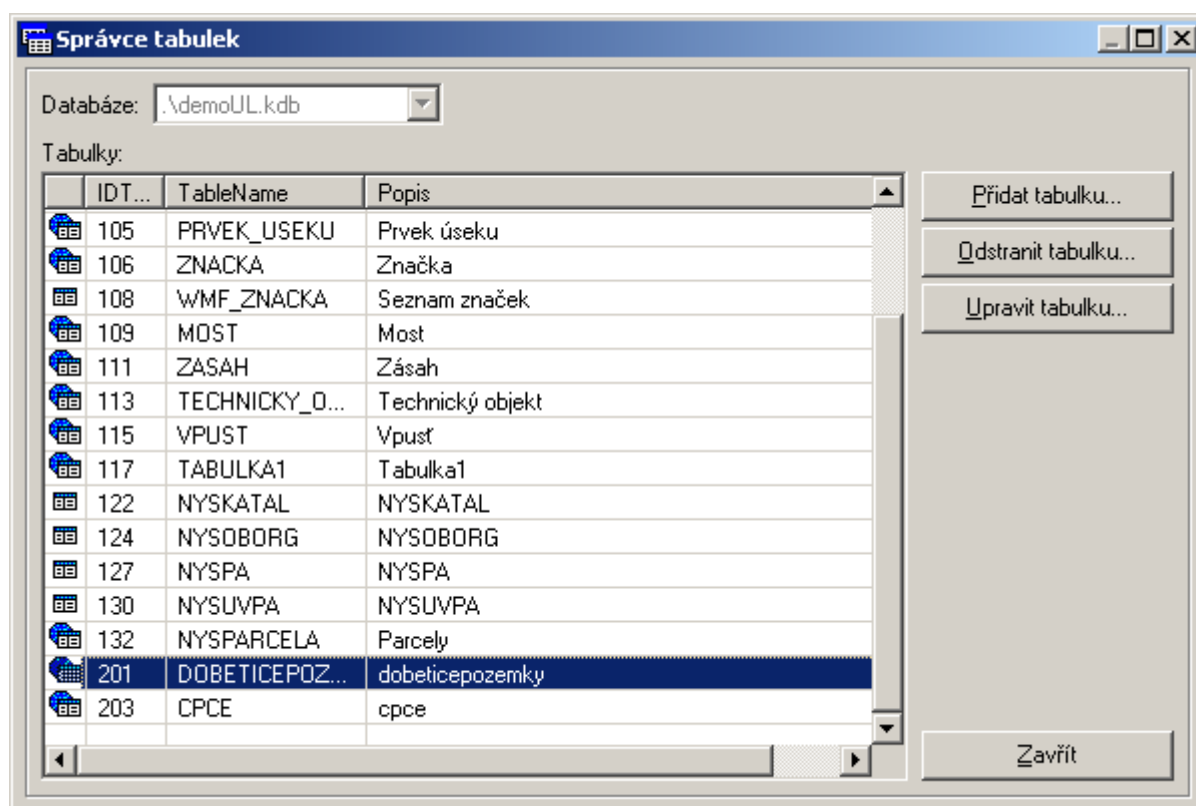 Správce tabulek
Databáze: .\demoUL.kdb
Tabulky:
IDT... TableName Popis
105 PRVEK_USEKU Prvek úseku
106 ZNACKA Značka
108 WMF_ZNACKA Seznam značek
109 MOST Most
111 ZASAH Zásah
113 TECHNICKY_O... Technický objekt
115 VPUST Vpusť
117 TABULKA1 Tabulka1
122 NYSKATAL NYSKATAL
124 NYSOBORG NYSOBORG
127 NYSPA NYSPA
130 NYSUVPA NYSUVPA
132 NYSPARCELA Parcely
201 DOBETICEPOZ... dobeticepozemky
203 CPCE cpce
Přidat tabulku...
Odstranit tabulku...
Upravit tabulku...
Zavřít